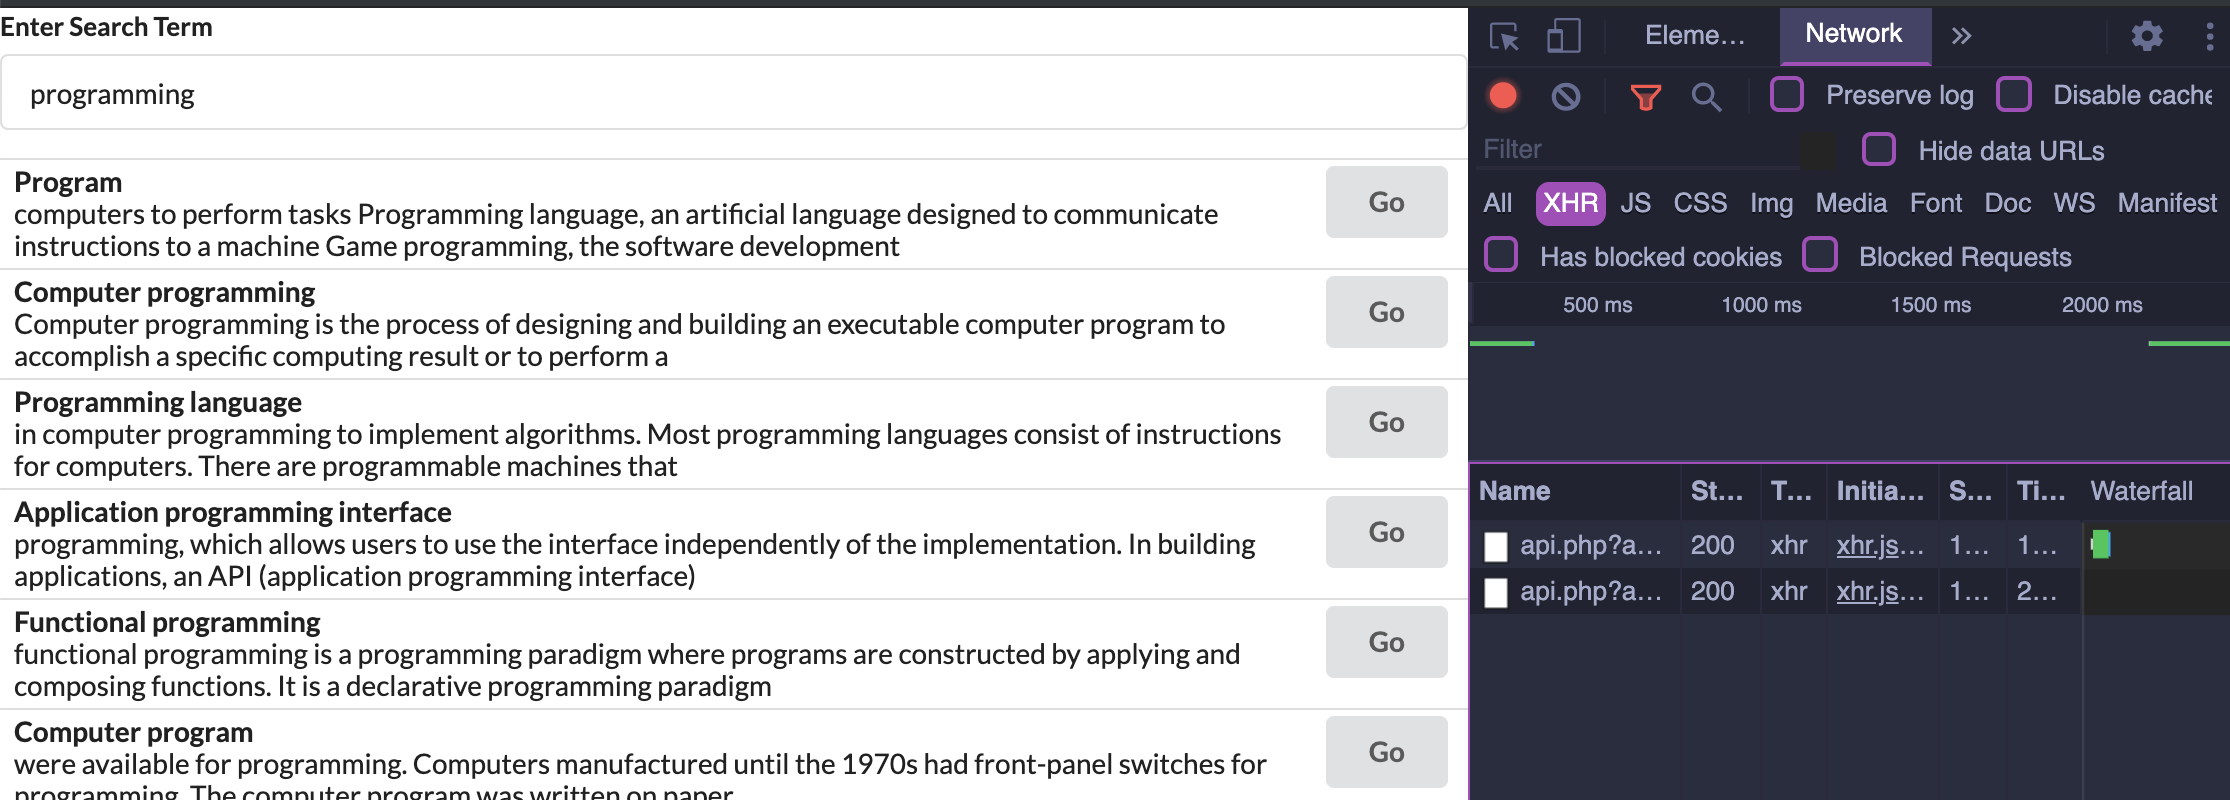 Enter Search Term
programming
Program
computers to perform tasks Programming language, an artificial language designed to communicate
instructions to a machine Game programming, the software development
Go
Computer programming
Computer programming is the process of designing and building an executable computer program to
accomplish a specific computing result or to perform a
Go
Programming language
in computer programming to implement algorithms. Most programming languages consist of instructions
for computers. There are programmable machines that
Go
Application programming interface
programming, which allows users to use the interface independently of the implementation. In building
applications, an API (application programming interface)
Go
Functional programming
functional programming is a programming paradigm where programs are constructed by applying and
composing functions. It is a declarative programming paradigm
Go
Computer program
were available for programming. Computers manufactured until the 1970s had front-panel switches for
programming. The computer program was written on paper
Go
Eleme… Network »
Preserve log Disable cache
Filter Hide data URLs
All XHR JS CSS Img Media Font Doc WS Manifest
Has blocked cookies Blocked Requests
500 ms 1000 ms 1500 ms 2000 ms
Name St… T… Initia… S… Ti… Waterfall
api.php?a… 200 xhr xhr.js… 1… 1…
api.php?a… 200 xhr xhr.js… 1… 2…